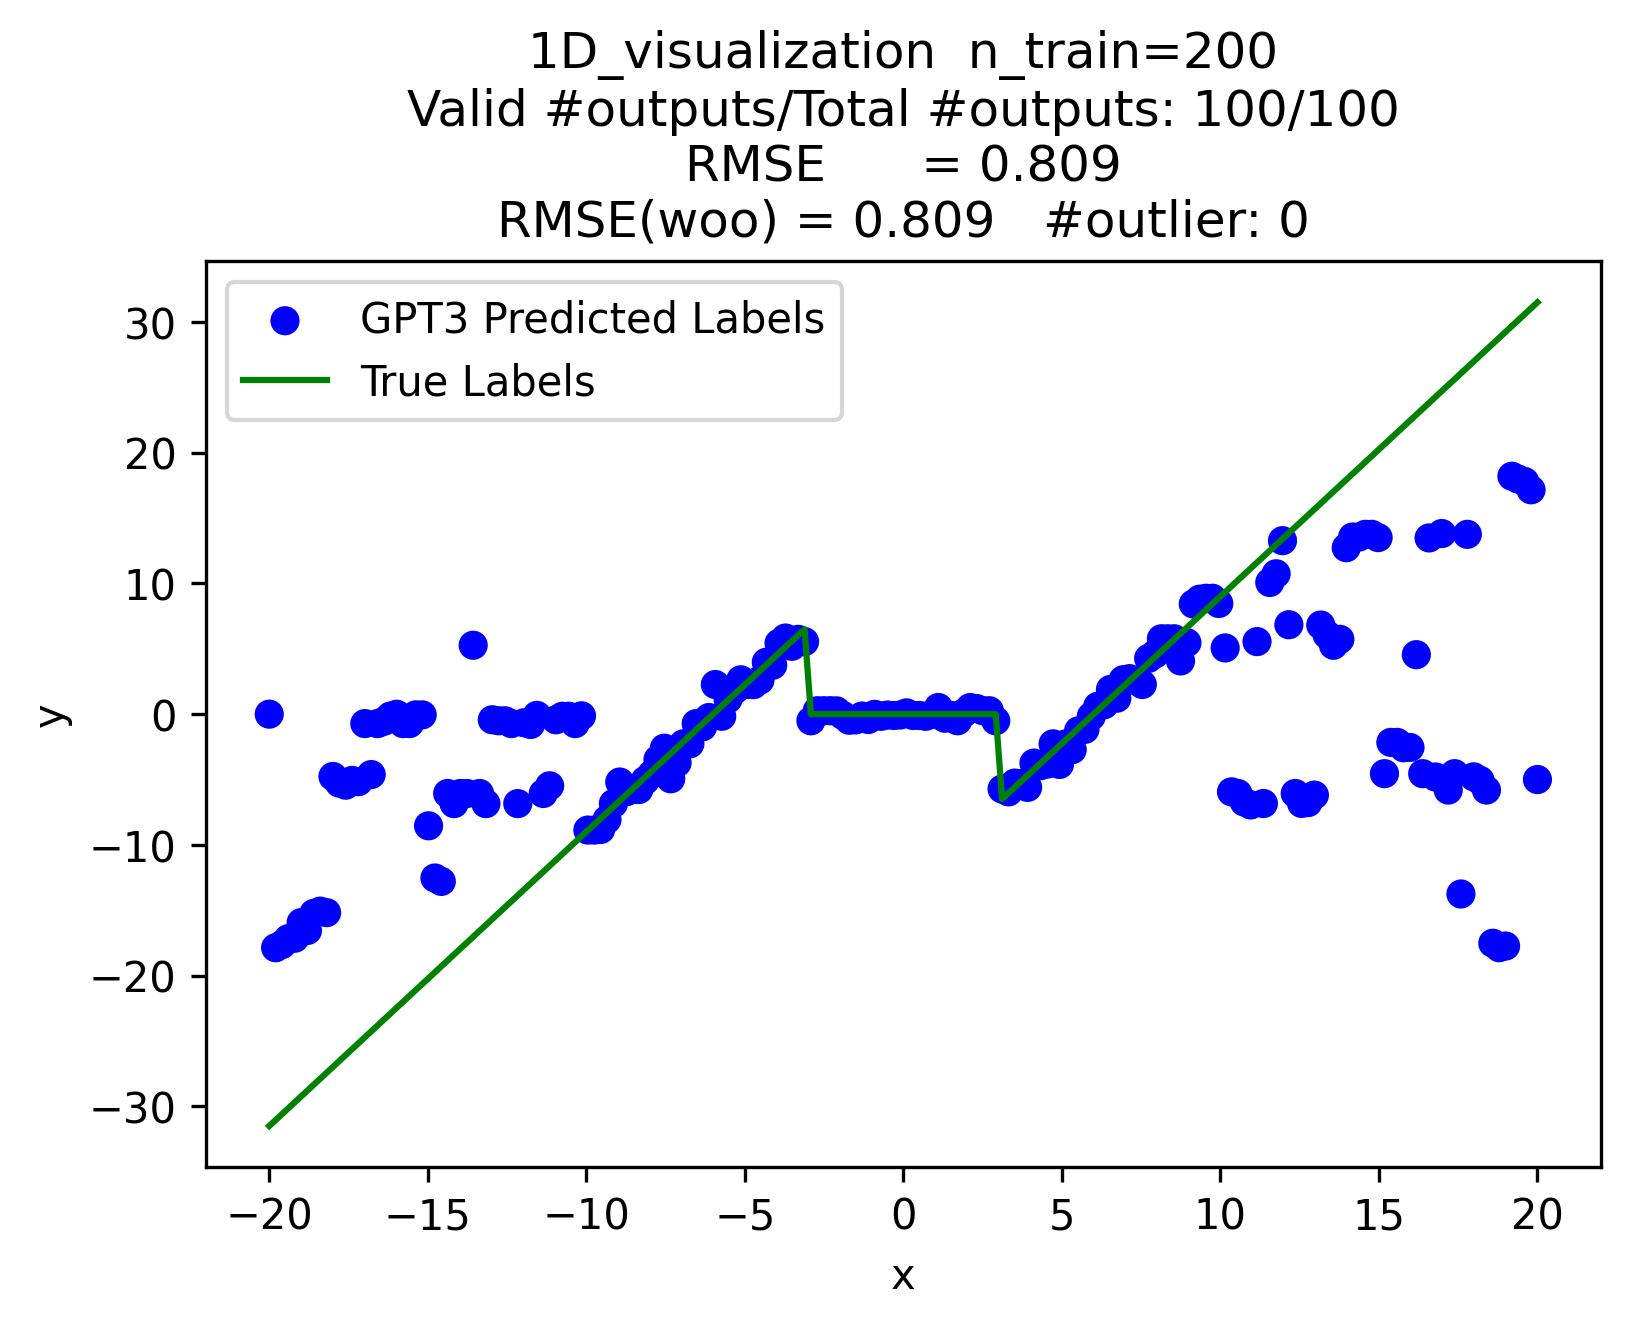 1D_visualization  n_train=200
Valid #outputs/Total #outputs: 100/100
RMSE      = 0.809
RMSE(woo) = 0.809   #outlier: 0
GPT3 Predicted Labels
True Labels
30
20
10
0
−10
−20
−30
y
−20 −15 −10 −5 0 5 10 15 20
x